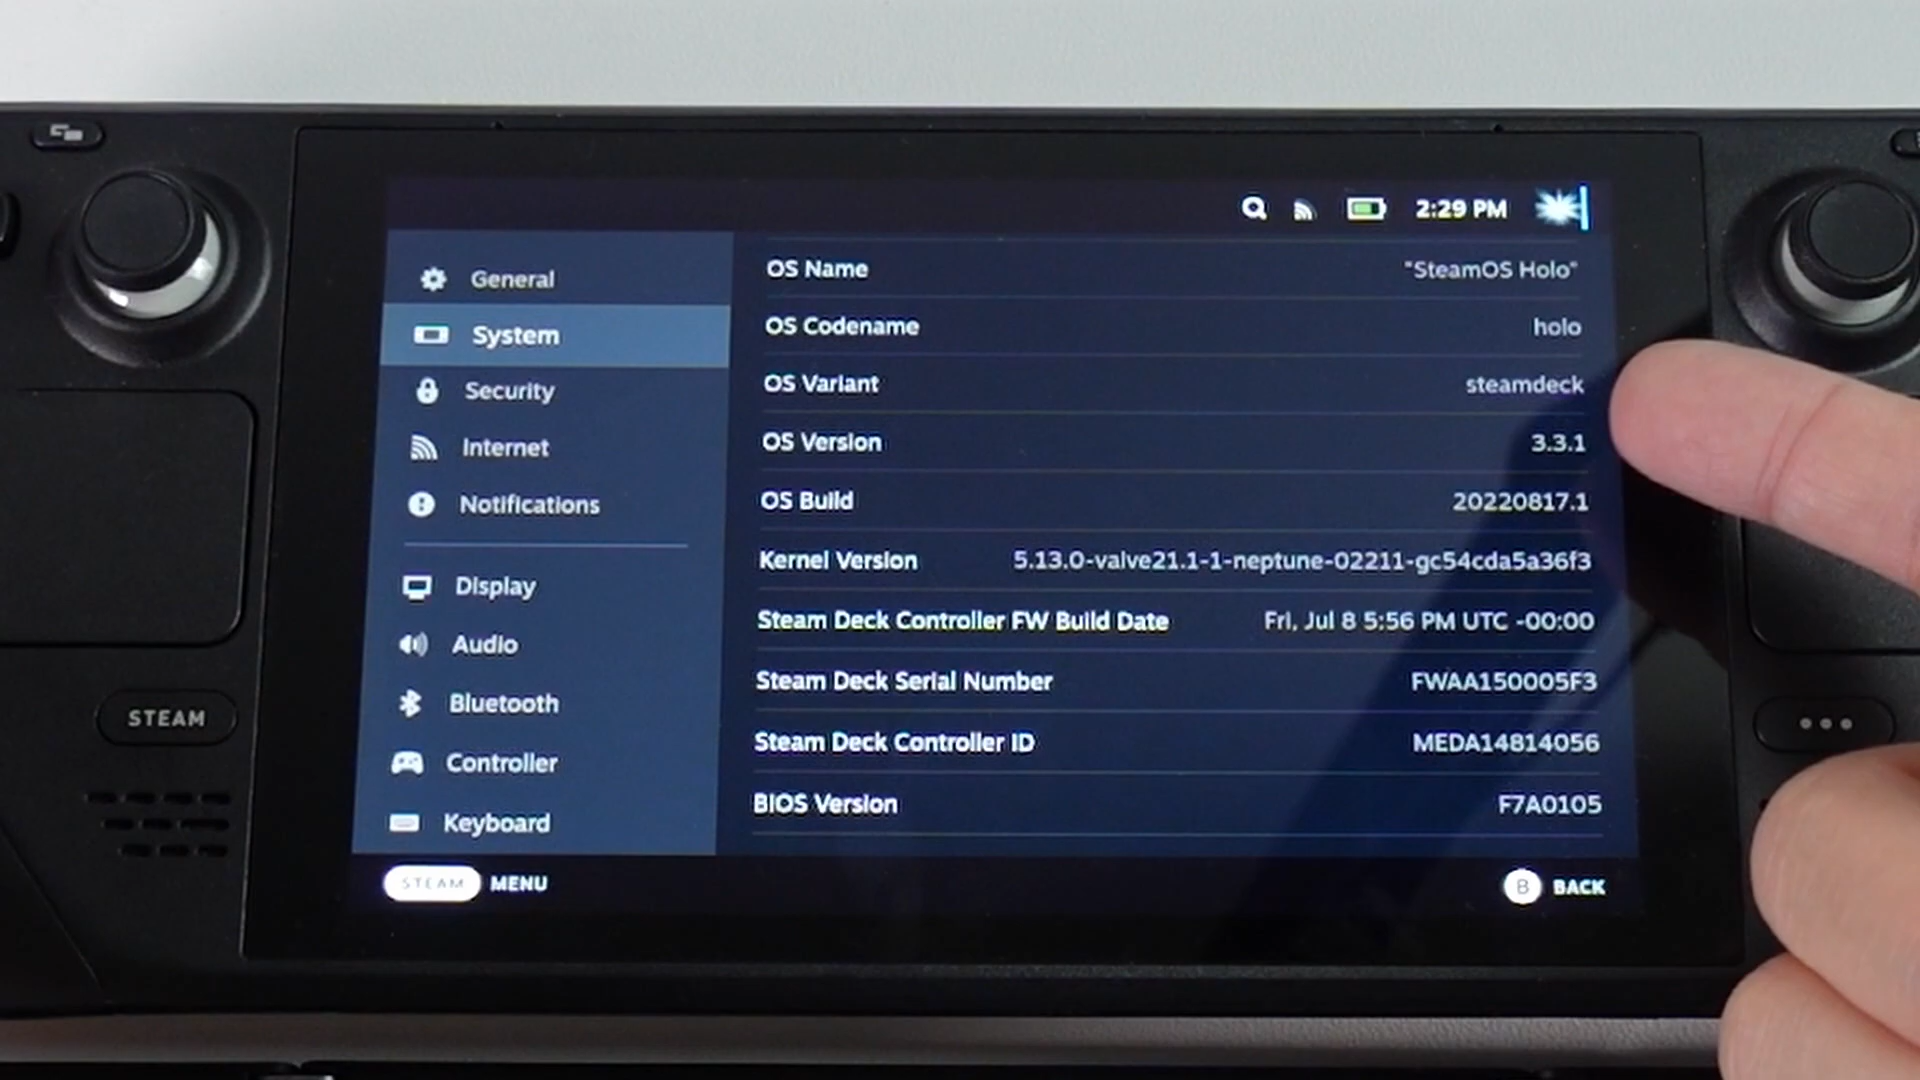 2:29 PM
General
System
Security
Internet
Notifications
Display
Audio
Bluetooth
Controller
Keyboard
OS Name "SteamOS Holo"
OS Codename holo
OS Variant steamdeck
OS Version 3.3.1
OS Build 20220817.1
Kernel Version 5.13.0-valve21.1-1-neptune-02211-gc54cda5a36f3
Steam Deck Controller FW Build Date Fri, Jul 8 5:56 PM UTC -00:00
Steam Deck Serial Number FWAA150005F3
Steam Deck Controller ID MEDA14814056
BIOS Version F7A0105
STEAM MENU
B BACK
STEAM